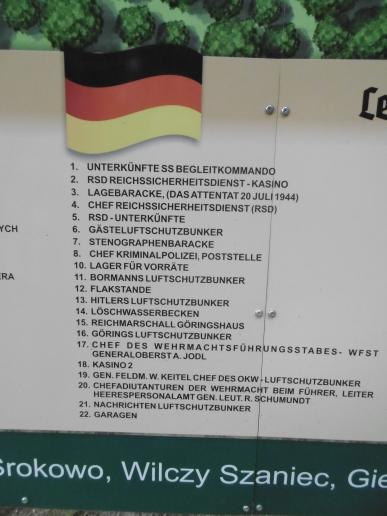 Le
1. UNTERKÜNFTE SS BEGLEITKOMMANDO
2. RSD REICHSSICHERHEITSDIENST - KASINO
3. LAGEBARACKE, (DAS ATTENTAT 20 JULI 1944)
4. CHEF REICHSSICHERHEITSDIENST (RSD)
5. RSD - UNTERKÜNFTE
6. GÄSTELUFTSCHUTZBUNKER
7. STENOGRAPHENBARACKE
8. CHEF KRIMINALPOLIZEI, POSTSTELLE
10. LAGER FÜR VORRÄTE
11. BORMANNS LUFTSCHUTZBUNKER
12. FLAKSTANDE
13. HITLERS LUFTSCHUTZBUNKER
14. LÖSCHWASSERBECKEN
15. REICHMARSCHALL GÖRINGSHAUS
16. GÖRINGS LUFTSCHUTZBUNKER
17. CHEF DES WEHRMACHTSFÜHRUNGSSTABES- WFST
GENERALOBERST A. JODL
18. KASINO 2
19. GEN. FELDM. W. KEITEL CHEF DES OKW - LUFTSCHUTZBUNKER
20. CHEFADIUTANTUREN DER WEHRMACHT BEIM FÜHRER, LEITER
HEERESPERSONALAMT GEN. LEUT. R. SCHUMUNDT
21. NACHRICHTEN LUFTSCHUTZBUNKER
22. GARAGEN
YCH
ERA
Srokowo, Wilczy Szaniec, Gie